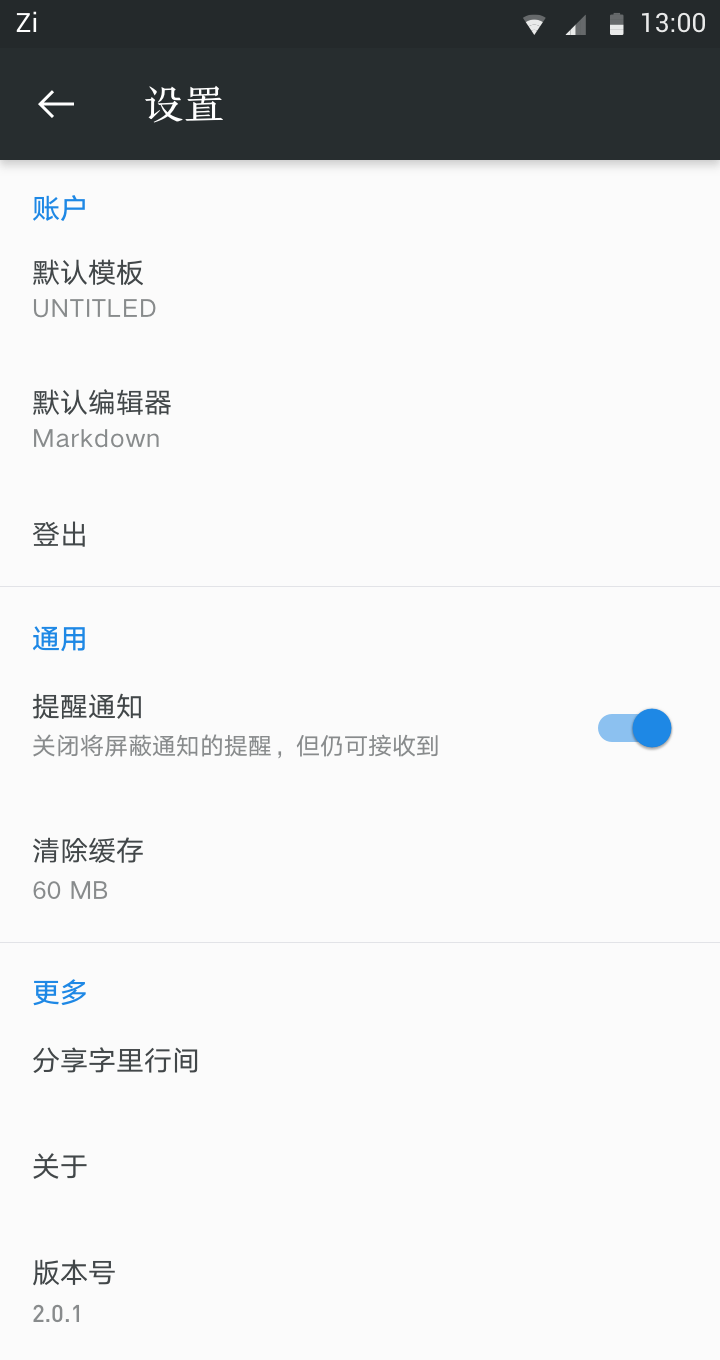 Zi 13:00
设置
账户
默认模板
UNTITLED
默认编辑器
Markdown
登出
通用
提醒通知
关闭将屏蔽通知的提醒，但仍可接收到
清除缓存
60 MB
更多
分享字里行间
关于
版本号
2.0.1